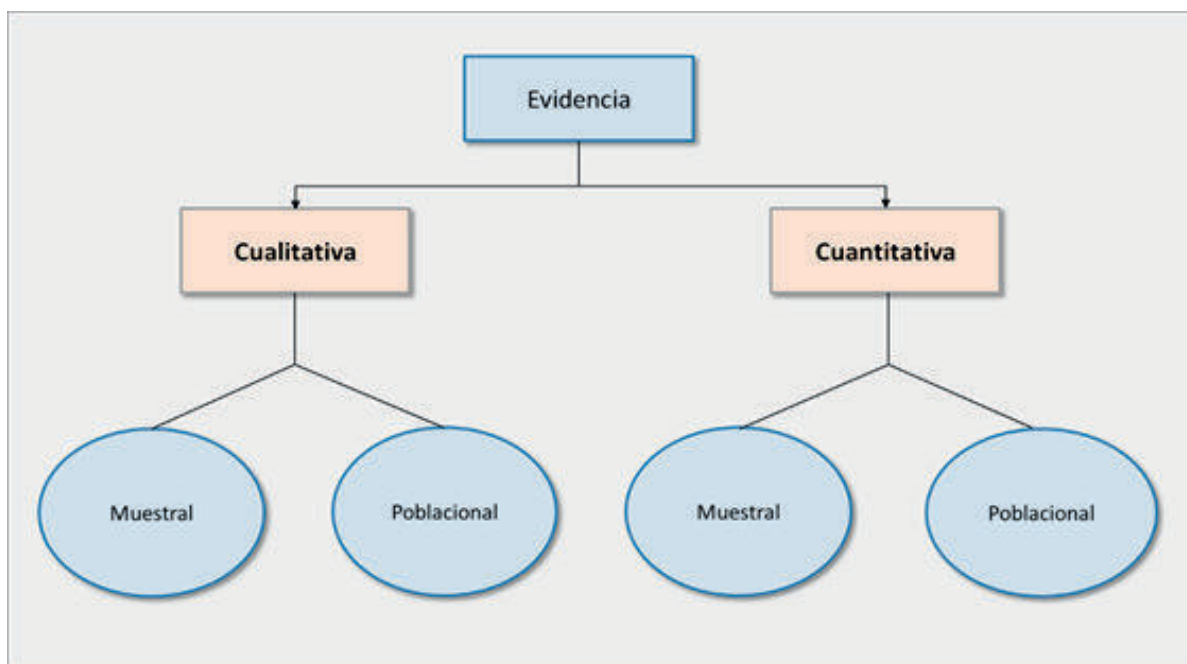 Evidencia
Cualitativa
Cuantitativa
Muestral
Poblacional
Muestral
Poblacional